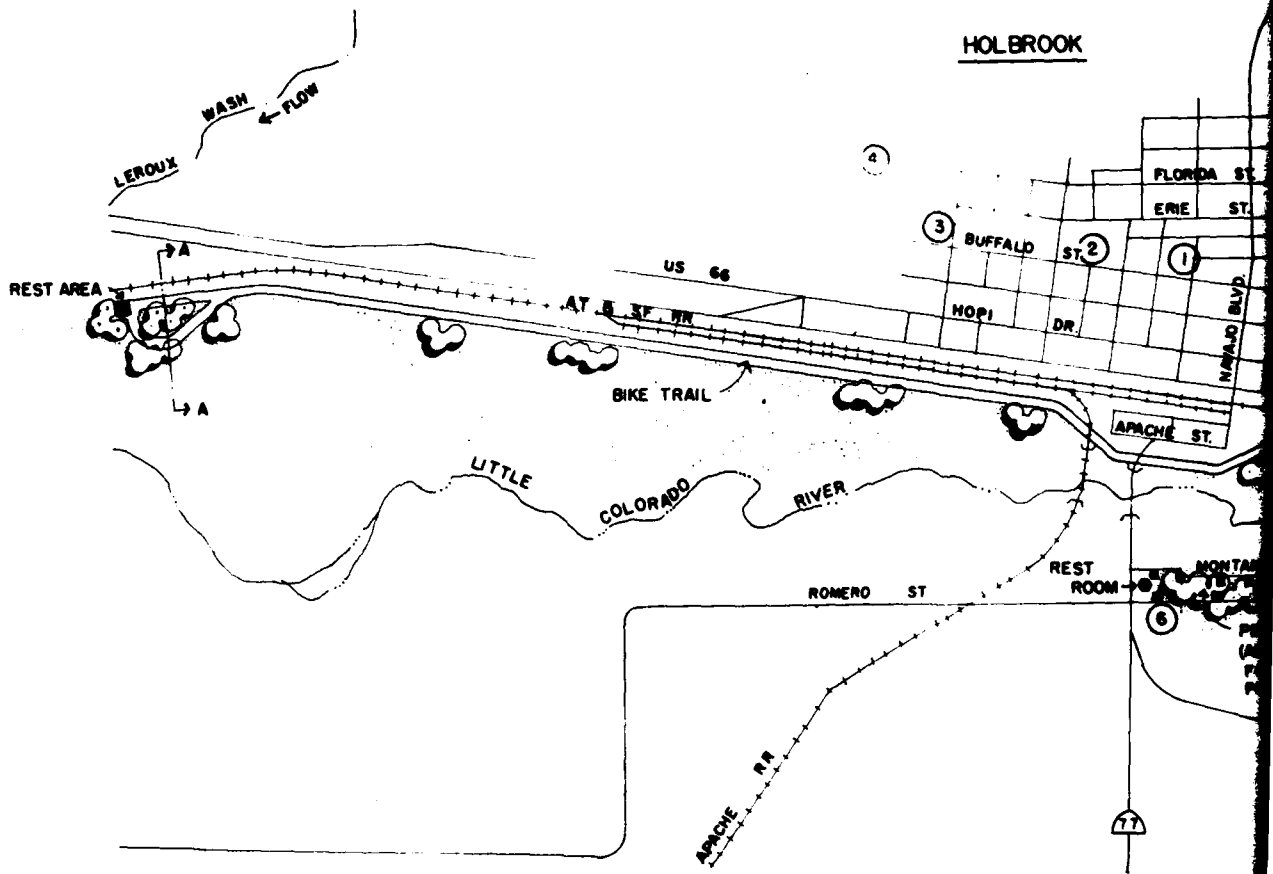 HOLBROOK
WASH
← FLOW
LEROUX
4
FLORIDA ST.
ERIE ST.
3
BUFFALO ST.
2
1
A
US 66
REST AREA
AT & SF RR
HOPI DR.
NAVAJO BLVD.
BIKE TRAIL
A
APACHE ST.
LITTLE COLORADO RIVER
REST ROOM
ROMERO ST
6
APACHE RR
77